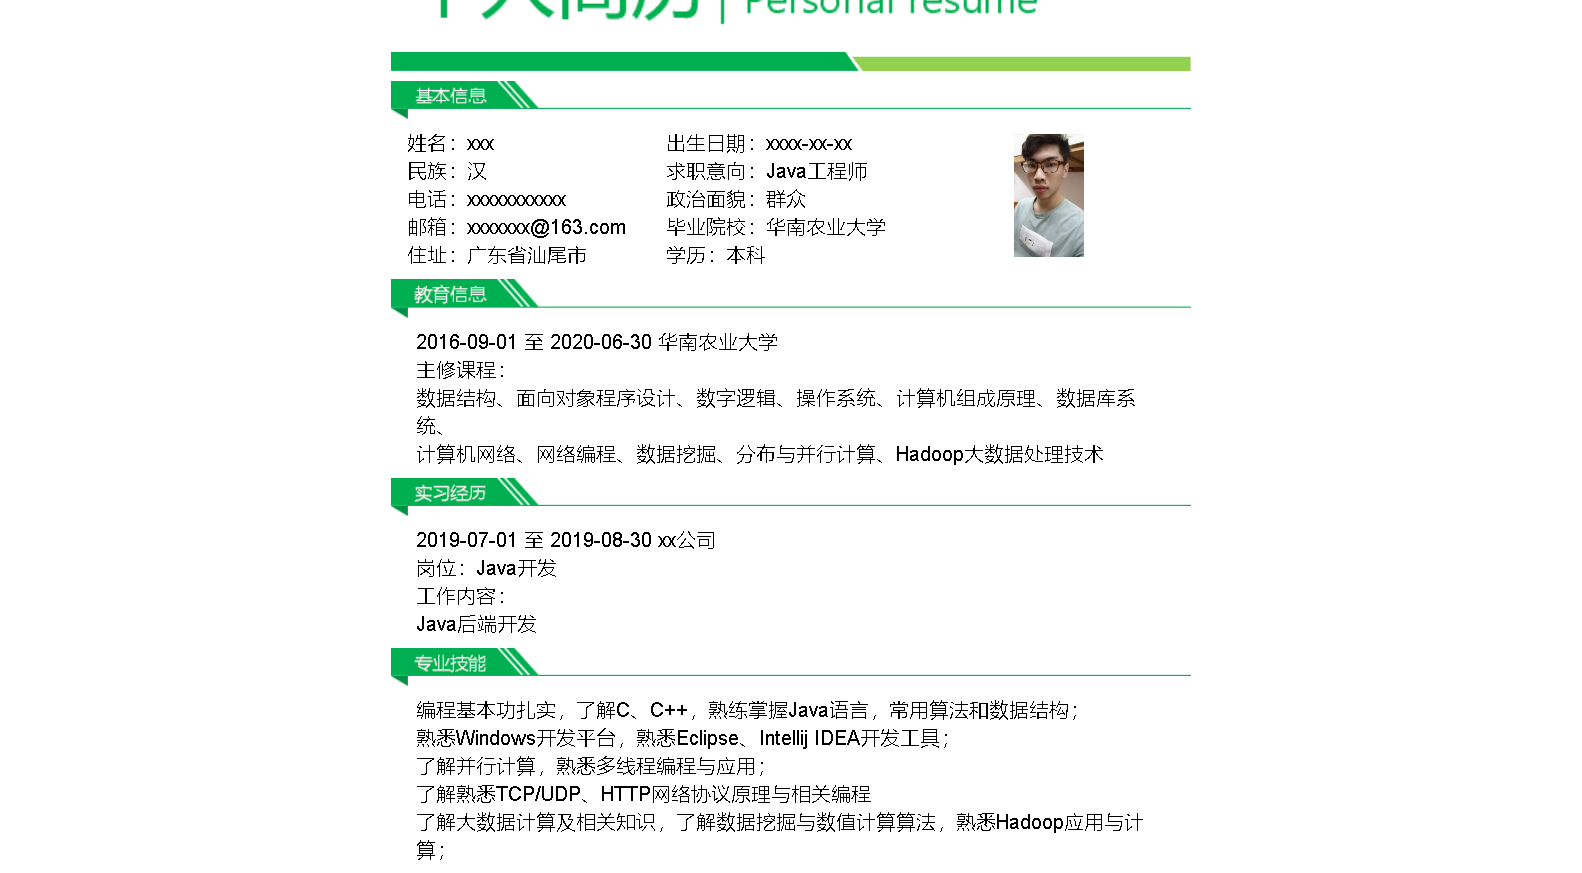 个人简历 | Personal resume
基本信息
姓名：xxx 出生日期：xxxx-xx-xx
民族：汉 求职意向：Java工程师
电话：xxxxxxxxxxx 政治面貌：群众
邮箱：xxxxxxx@163.com 毕业院校：华南农业大学
住址：广东省汕尾市 学历：本科
教育信息
2016-09-01 至 2020-06-30 华南农业大学
主修课程：
数据结构、面向对象程序设计、数字逻辑、操作系统、计算机组成原理、数据库系
统、
计算机网络、网络编程、数据挖掘、分布与并行计算、Hadoop大数据处理技术
实习经历
2019-07-01 至 2019-08-30 xx公司
岗位：Java开发
工作内容：
Java后端开发
专业技能
编程基本功扎实，了解C、C++，熟练掌握Java语言，常用算法和数据结构；
熟悉Windows开发平台，熟悉Eclipse、Intellij IDEA开发工具；
了解并行计算，熟悉多线程编程与应用；
了解熟悉TCP/UDP、HTTP网络协议原理与相关编程
了解大数据计算及相关知识，了解数据挖掘与数值计算算法，熟悉Hadoop应用与计
算；